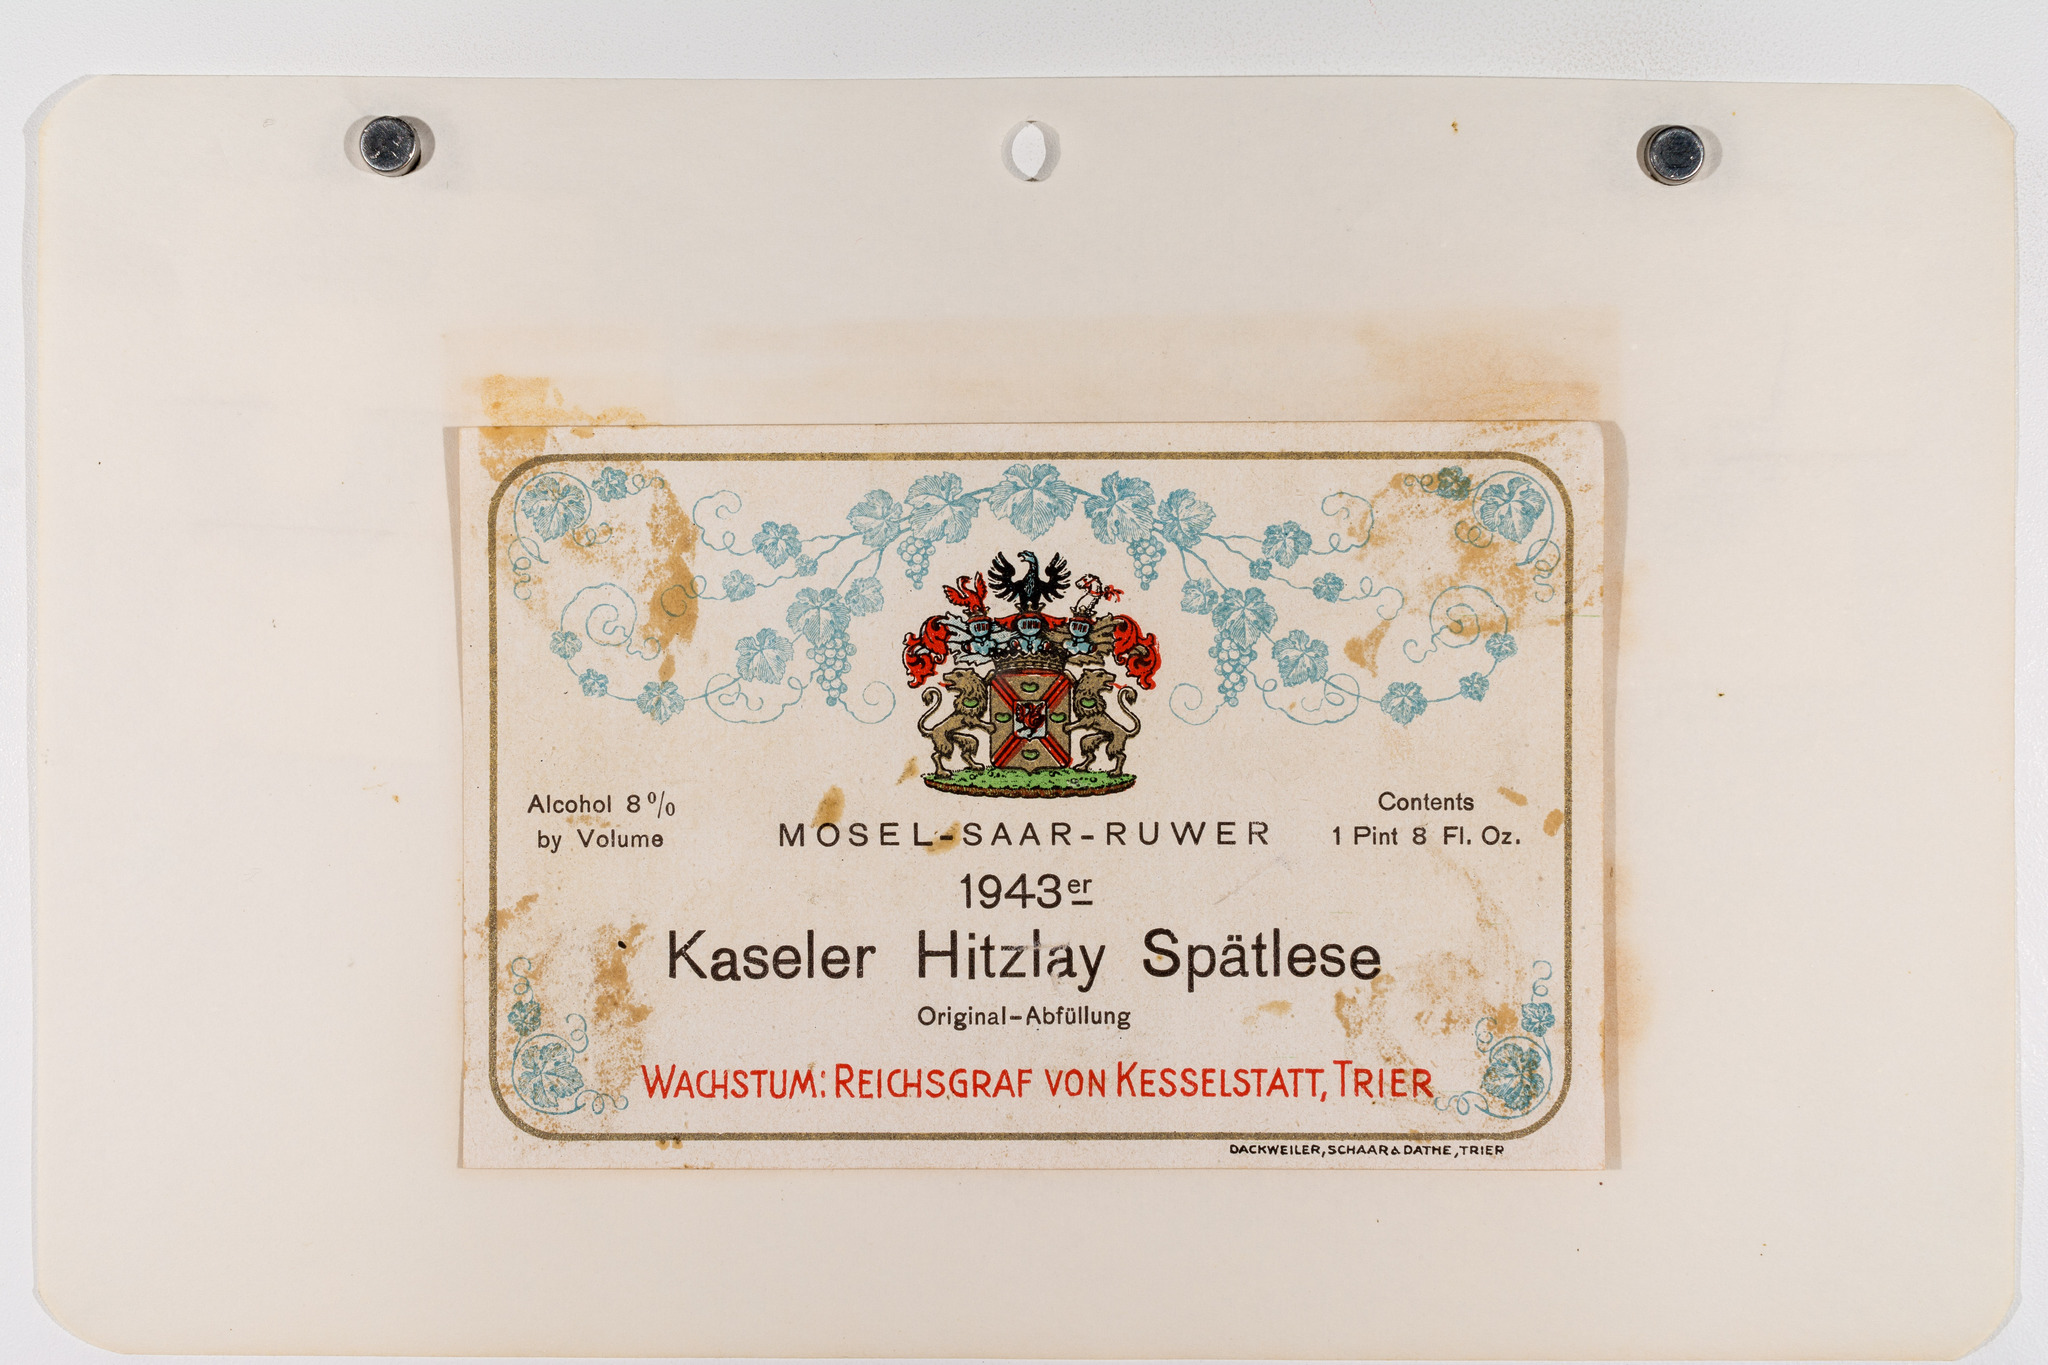 Alcohol 8%
by Volume
Contents
1 Pint 8 Fl. Oz.
MOSEL-SAAR-RUWER
1943er
Kaseler Hitzlay Spätlese
Original-Abfüllung
WACHSTUM: REICHSGRAF VON KESSELSTATT, TRIER
DACKWEILER, SCHAAR & DATHE, TRIER